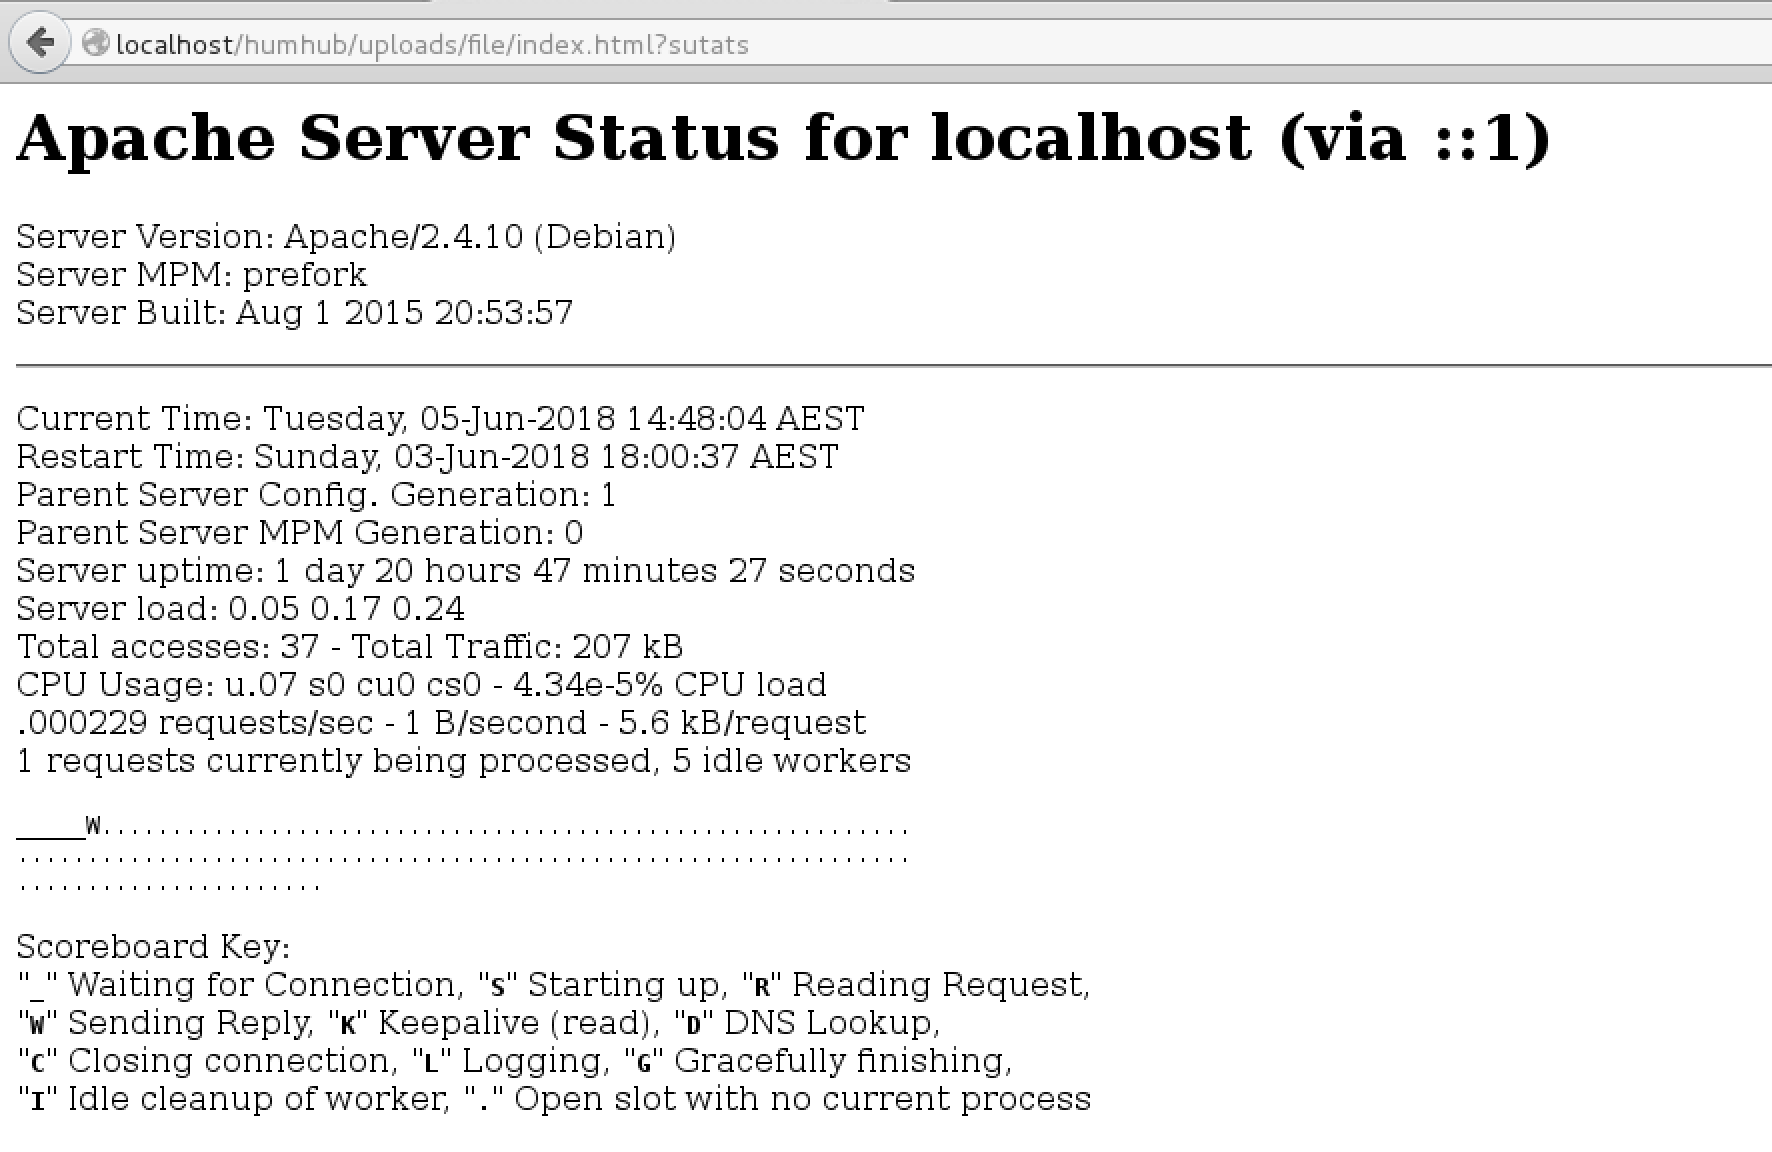 localhost/humhub/uploads/file/index.html?sutats
Apache Server Status for localhost (via ::1)
Server Version: Apache/2.4.10 (Debian)
Server MPM: prefork
Server Built: Aug 1 2015 20:53:57
Current Time: Tuesday, 05-Jun-2018 14:48:04 AEST
Restart Time: Sunday, 03-Jun-2018 18:00:37 AEST
Parent Server Config. Generation: 1
Parent Server MPM Generation: 0
Server uptime: 1 day 20 hours 47 minutes 27 seconds
Server load: 0.05 0.17 0.24
Total accesses: 37 - Total Traffic: 207 kB
CPU Usage: u.07 s0 cu0 cs0 - 4.34e-5% CPU load
.000229 requests/sec - 1 B/second - 5.6 kB/request
1 requests currently being processed, 5 idle workers
_____W..........................................................
................................................................
......................
Scoreboard Key:
"_" Waiting for Connection, "S" Starting up, "R" Reading Request,
"W" Sending Reply, "K" Keepalive (read), "D" DNS Lookup,
"C" Closing connection, "L" Logging, "G" Gracefully finishing,
"I" Idle cleanup of worker, "." Open slot with no current process